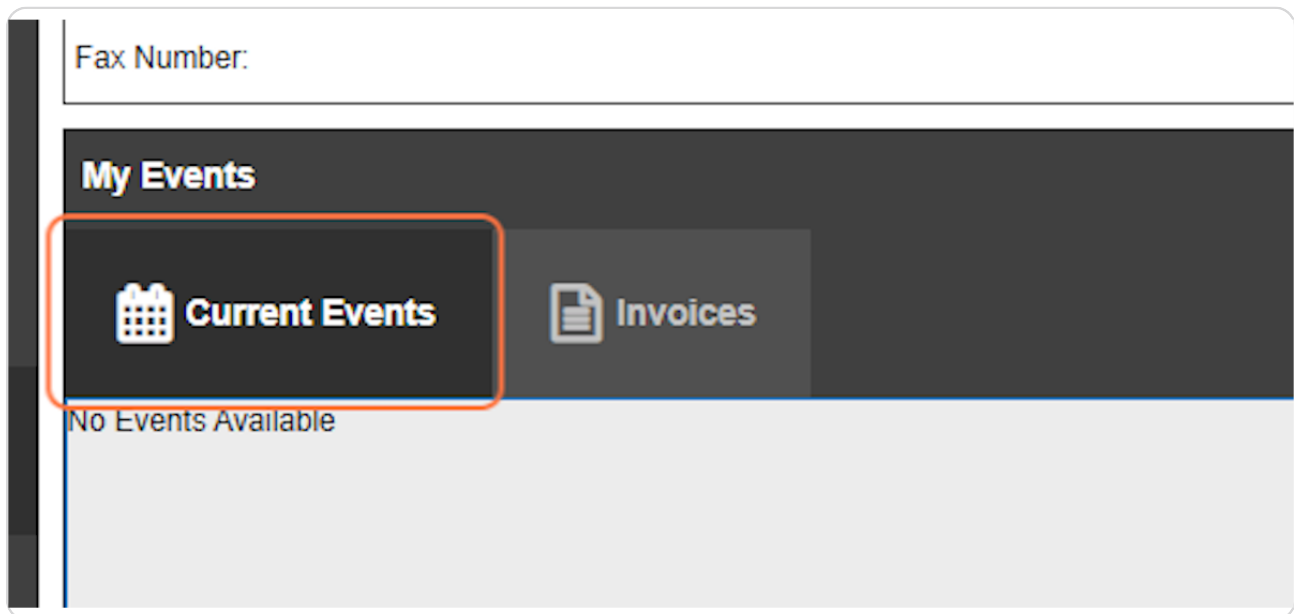 Fax Number:
My Events
Current Events
Invoices
No Events Available